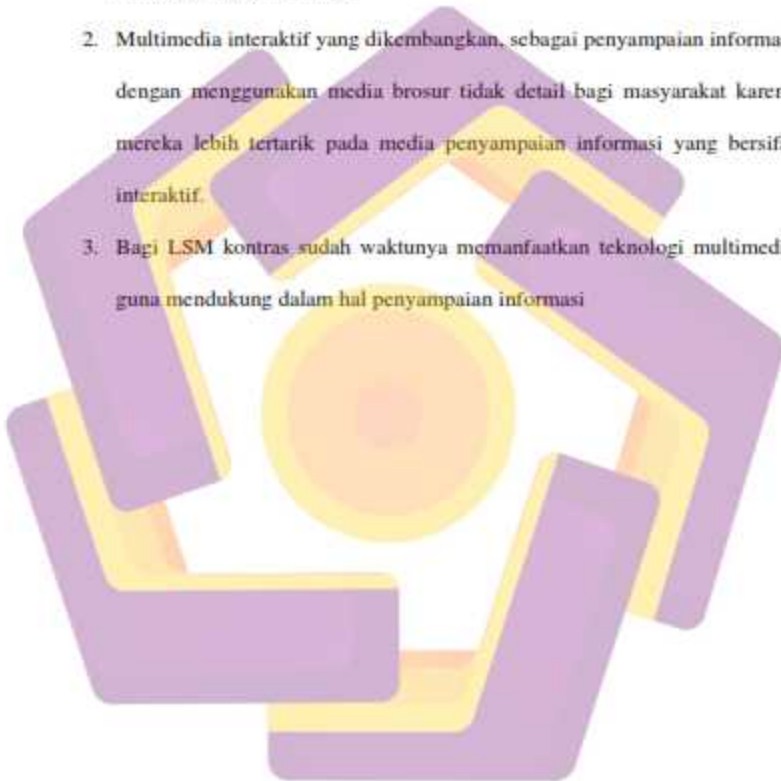 2. Multimedia interaktif yang dikembangkan, sebagai penyampaian informa
dengan menggunakan media brosur tidak detail bagi masyarakat karen
mereka lebih tertarik pada media penyampaian informasi yang bersif
interaktif.
3. Bagi LSM kontras sudah waktunya memanfaatkan teknologi multimedi
guna mendukung dalam hal penyampaian informasi